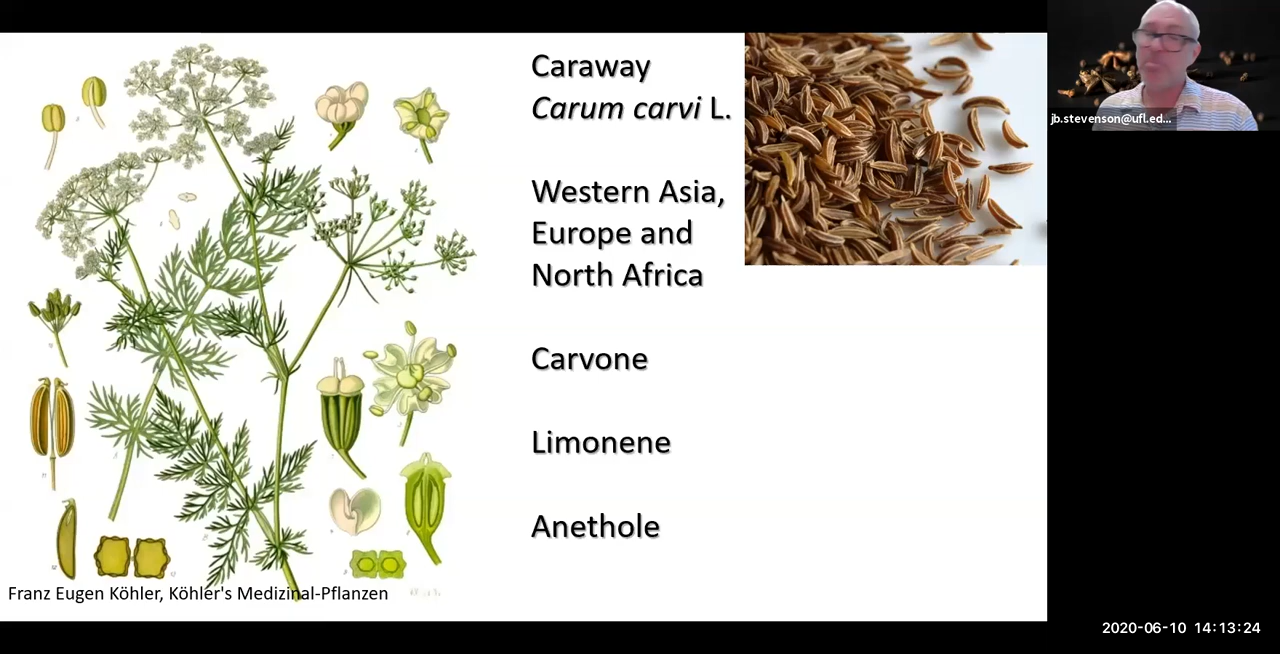 Caraway
Carum carvi L.
Western Asia,
Europe and
North Africa
Carvone
Limonene
Anethole
Franz Eugen Köhler, Köhler's Medizinal-Pflanzen
jb.stevenson@ufl.ed...
2020-06-10 14:13:24